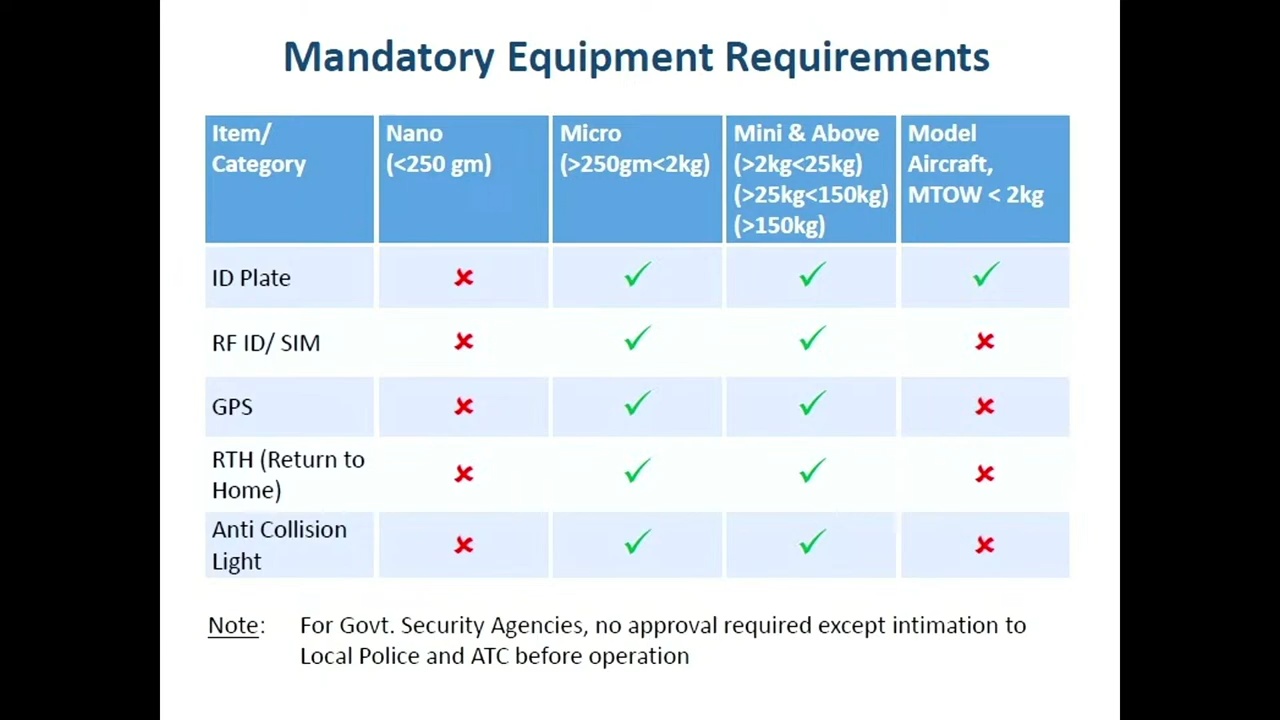 Mandatory Equipment Requirements
Item/
Category
Nano
(<250 gm)
Micro
(>250gm<2kg)
Mini & Above
(>2kg<25kg)
(>25kg<150kg)
(>150kg)
Model
Aircraft,
MTOW < 2kg
ID Plate ✘ ✓ ✓ ✓
RF ID/ SIM ✘ ✓ ✓ ✘
GPS ✘ ✓ ✓ ✘
RTH (Return to
Home) ✘ ✓ ✓ ✘
Anti Collision
Light ✘ ✓ ✓ ✘
Note: For Govt. Security Agencies, no approval required except intimation to
Local Police and ATC before operation